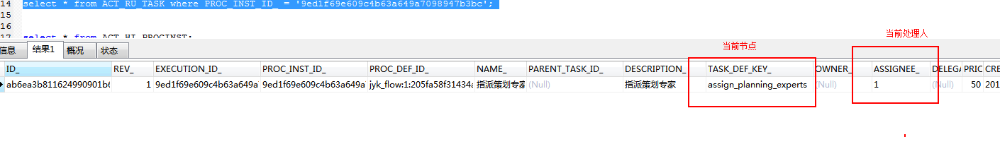 14 select * from ACT_RU_TASK where PROC_INST_ID_ = '9ed1f69e609c4b63a649a7098947b3bc';
15
16
17 select * from ACT_HI_PROCINST;
当前处理人
当前节点
信息 结果1 概况 状态
ID_ REV_ EXECUTION_ID_ PROC_INST_ID_ PROC_DEF_ID_ NAME_ PARENT_TASK_ID_ DESCRIPTION_ TASK_DEF_KEY_ OWNER_ ASSIGNEE_ DELEGA PRIO CRE
ab6ea3b811624990901b6 1 9ed1f69e609c4b63a649a 9ed1f69e609c4b63a649a7 jyk_flow:1:205fa58f31434a 指派策划专家 (Null) 指派策划专家 assign_planning_experts (Null) 1 (Null) 50 201